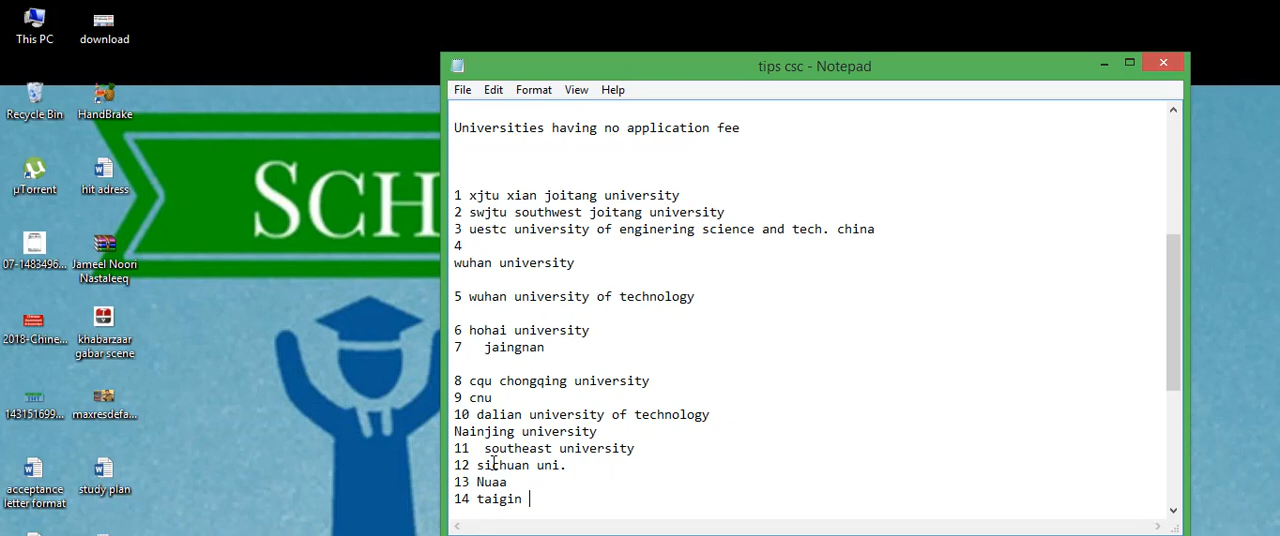 This PC
download
Recycle Bin
HandBrake
µTorrent
hit adress
07-1483496...
Jameel Noori
Nastaleeq
2018-Chine...
khabarzaar
gabar scene
143151699...
maxresdefa...
acceptance
letter format
study plan
SCH
tips csc - Notepad
File Edit Format View Help
Universities having no application fee
1 xjtu xian joitang university
2 swjtu southwest joitang university
3 uestc university of enginering science and tech. china
4
wuhan university
5 wuhan university of technology
6 hohai university
7 jaingnan
8 cqu chongqing university
9 cnu
10 dalian university of technology
Nainjing university
11 southeast university
12 sichuan uni.
13 Nuaa
14 taigin